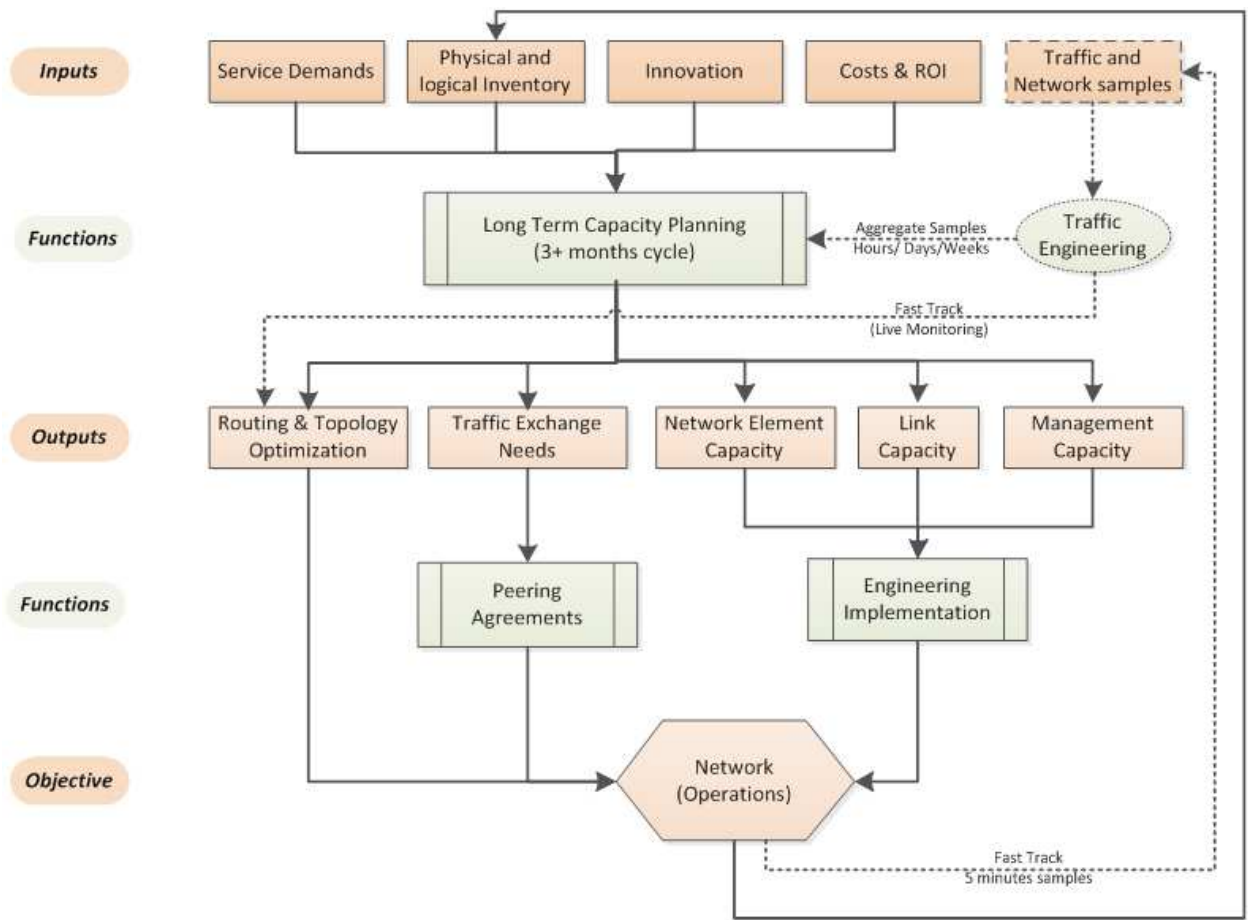 Inputs
Service Demands
Physical and
logical Inventory
Innovation
Costs & ROI
Traffic and
Network samples
Functions
Long Term Capacity Planning
(3+ months cycle)
Aggregate Samples
Hours/ Days/Weeks
Traffic
Engineering
Fast Track
(Live Monitoring)
Outputs
Routing & Topology
Optimization
Traffic Exchange
Needs
Network Element
Capacity
Link
Capacity
Management
Capacity
Functions
Peering
Agreements
Engineering
Implementation
Objective
Network
(Operations)
Fast Track
5 minutes samples